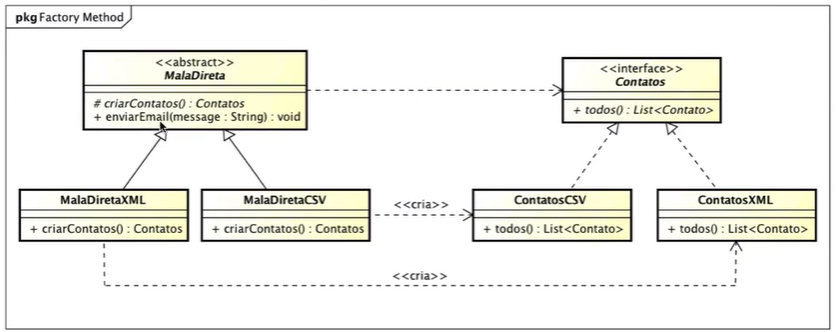 pkg Factory Method
<<abstract>>
MalaDireta
# criarContatos() : Contatos
+ enviarEmail(message : String) : void
<<interface>>
Contatos
+ todos() : List<Contato>
MalaDiretaXML
+ criarContatos() : Contatos
MalaDiretaCSV
+ criarContatos() : Contatos
<<cria>>
ContatosCSV
+ todos() : List<Contato>
ContatosXML
+ todos() : List<Contato>
<<cria>>